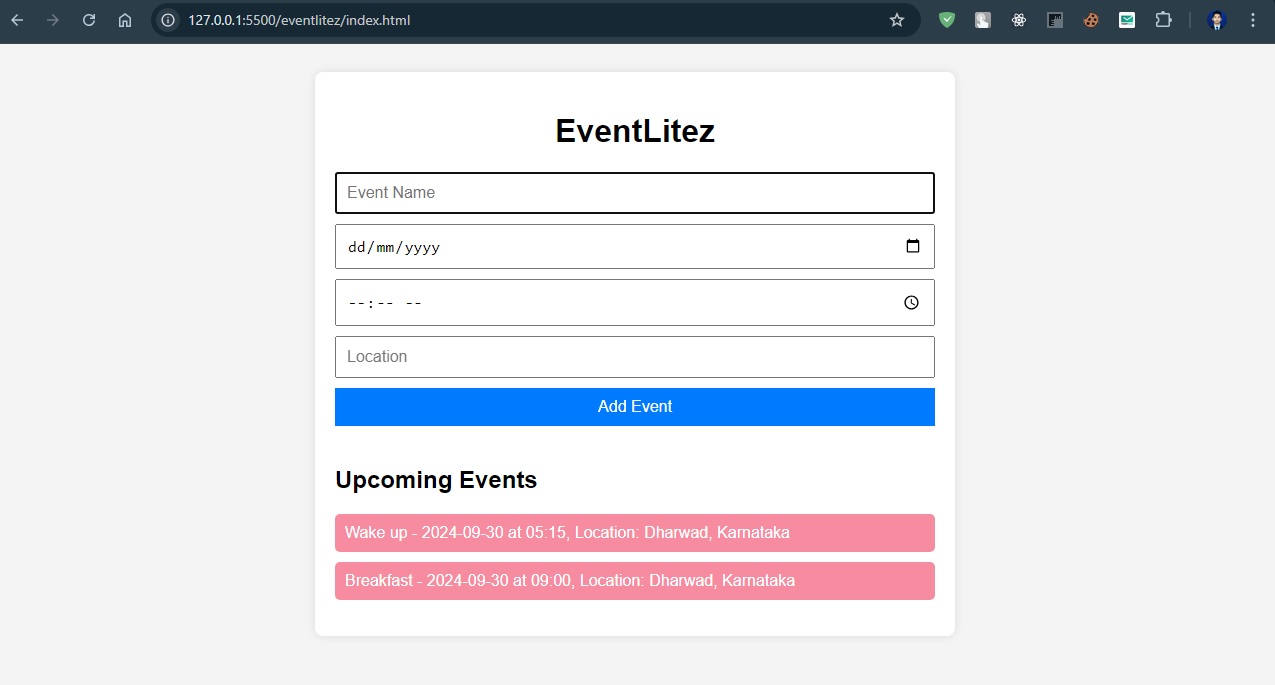 127.0.0.1:5500/eventlitez/index.html
EventLitez
Event Name
dd/mm/yyyy
--:-- --
Location
Add Event
Upcoming Events
Wake up - 2024-09-30 at 05:15, Location: Dharwad, Karnataka
Breakfast - 2024-09-30 at 09:00, Location: Dharwad, Karnataka